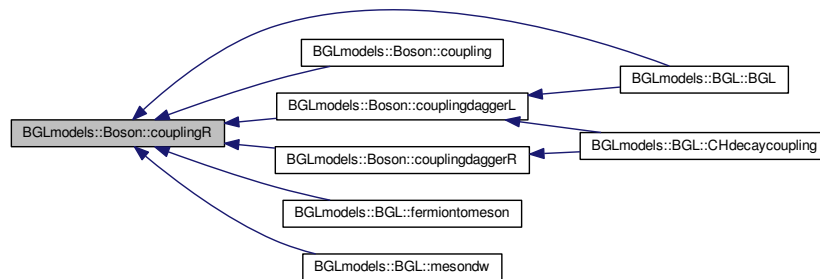 BGLmodels::Boson::couplingR
BGLmodels::Boson::coupling
BGLmodels::BGL::BGL
BGLmodels::Boson::couplingdaggerL
BGLmodels::BGL::CHdecaycoupling
BGLmodels::Boson::couplingdaggerR
BGLmodels::BGL::fermiontomeson
BGLmodels::BGL::mesondw